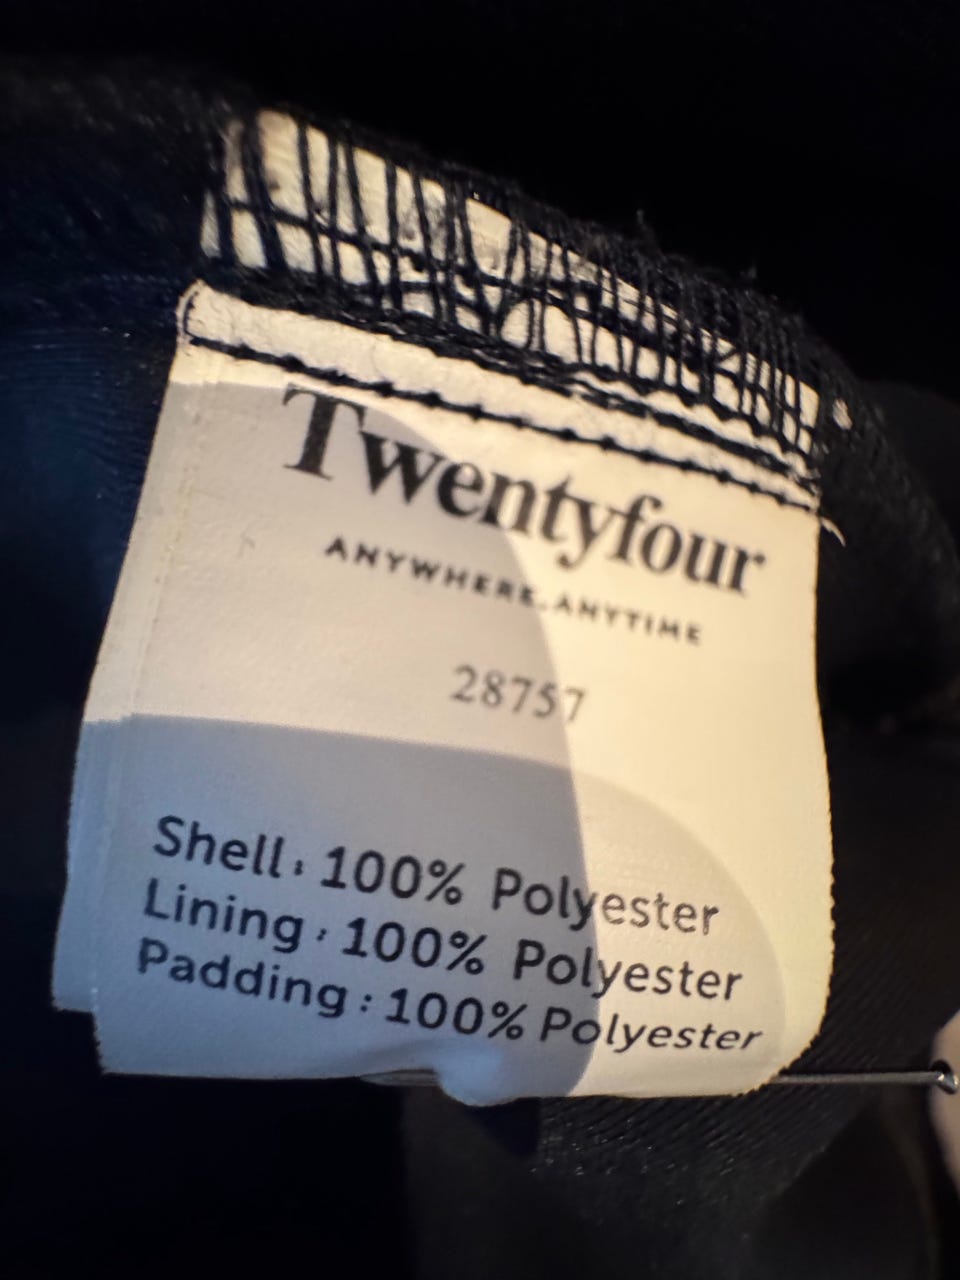 Twentyfour
ANYWHERE.ANYTIME
28757
Shell: 100% Polyester
Lining: 100% Polyester
Padding: 100% Polyester